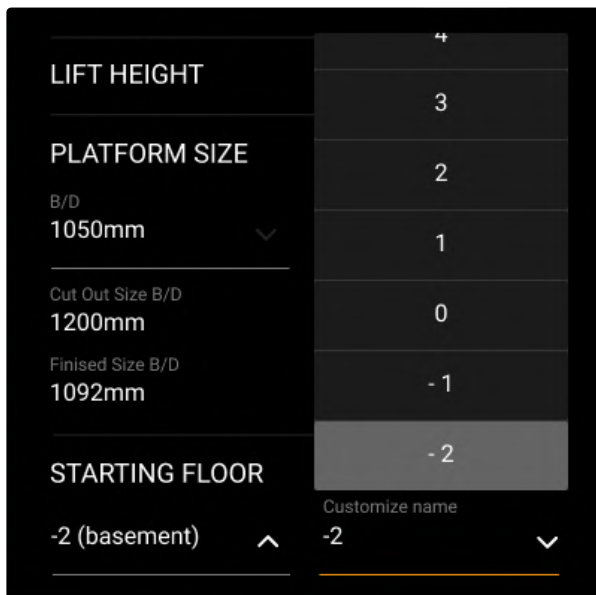 LIFT HEIGHT
PLATFORM SIZE
B/D
1050mm
Cut Out Size B/D
1200mm
Finised Size B/D
1092mm
STARTING FLOOR
-2 (basement)
4
3
2
1
0
- 1
- 2
Customize name
-2